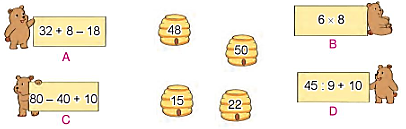 32 + 8 – 18
A
48
50
6 × 8
B
80 – 40 + 10
C
15
22
45 : 9 + 10
D